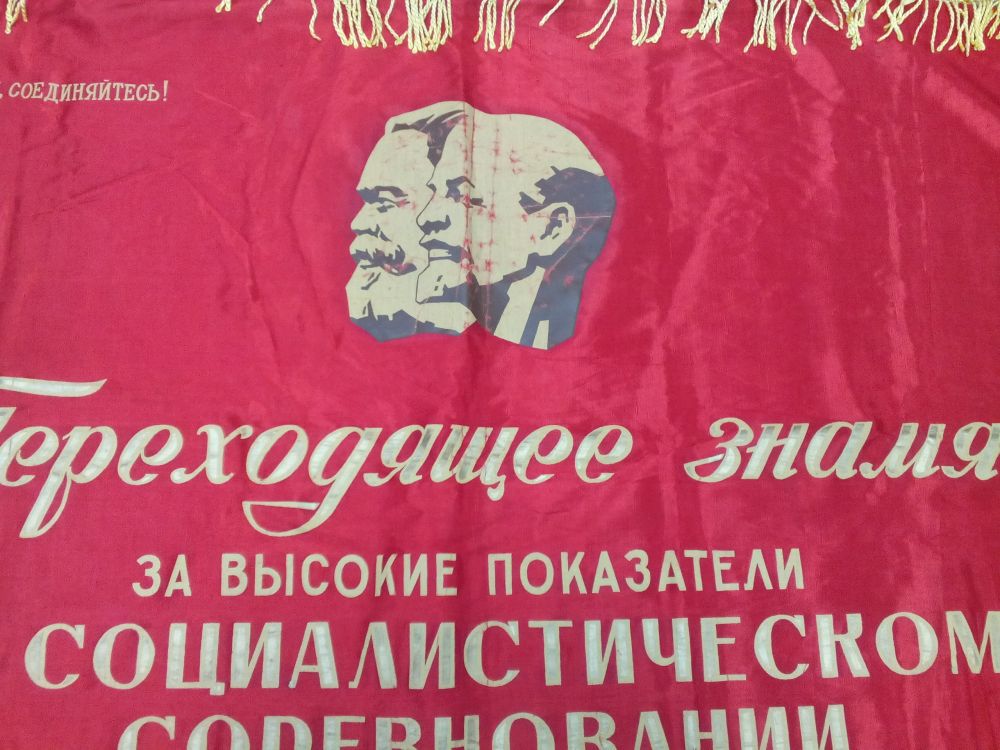 , СОЕДИНЯЙТЕСЬ!
Переходящее знамя
ЗА ВЫСОКИЕ ПОКАЗАТЕЛИ
В СОЦИАЛИСТИЧЕСКОМ
СОРЕВНОВАНИИ